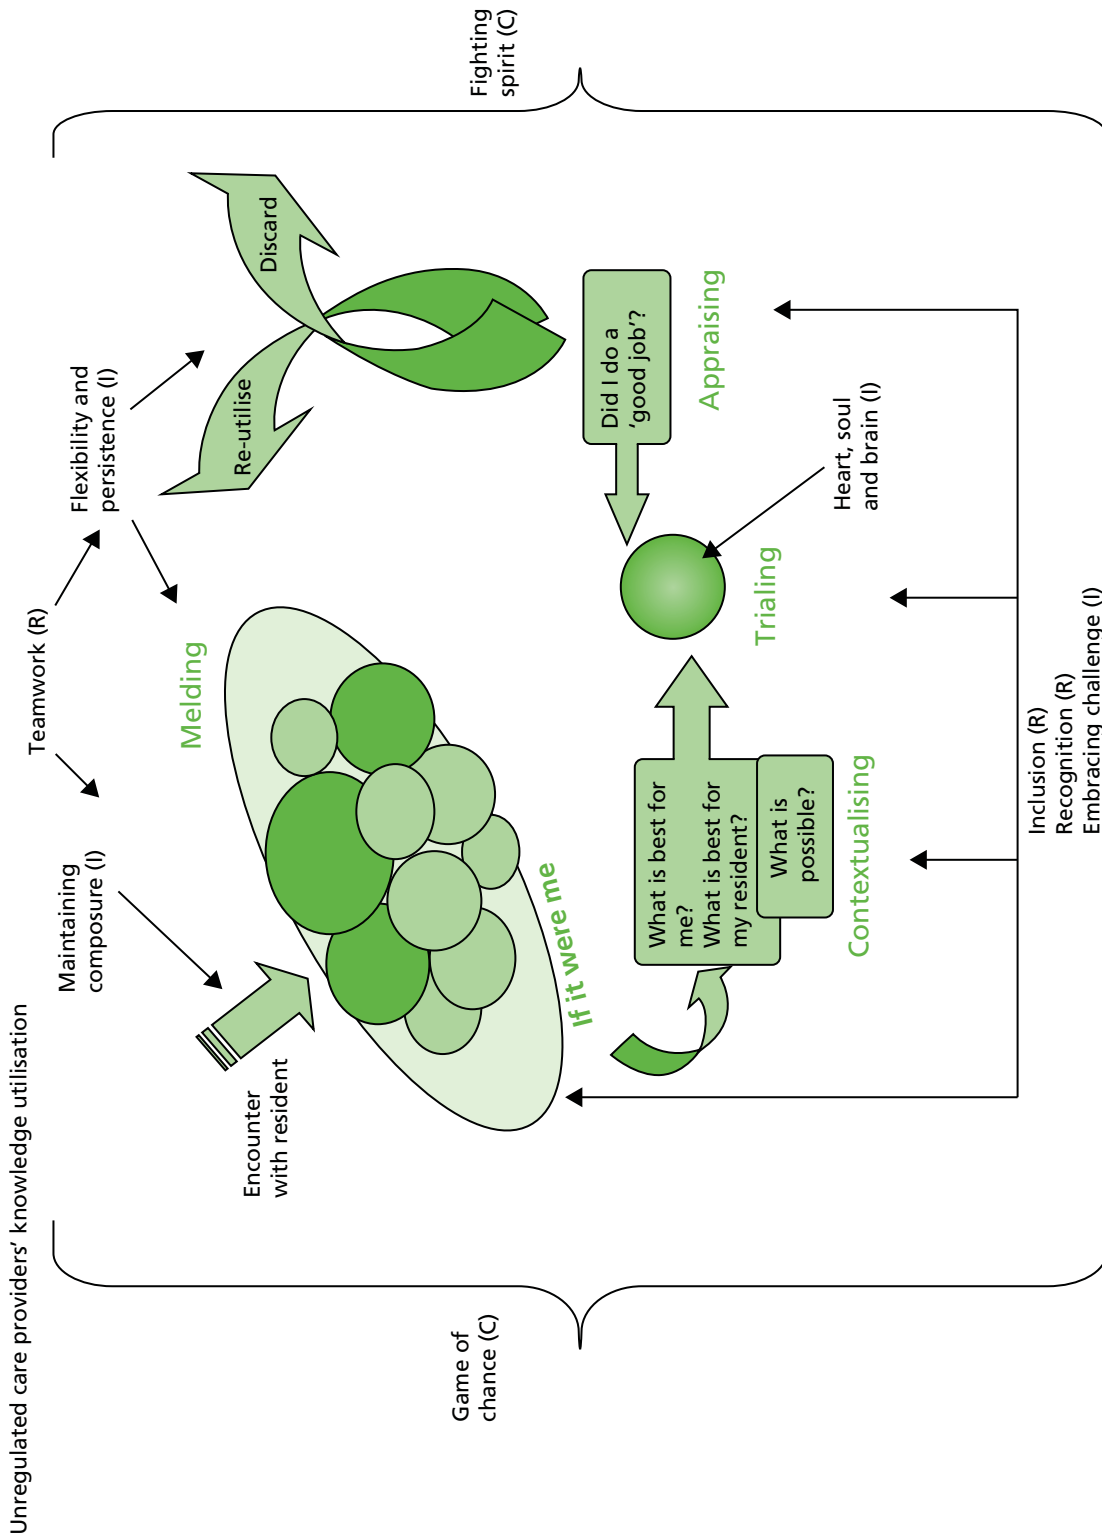 Unregulated care providers’ knowledge utilisation
Game of
chance (C)
Encounter
with resident
Maintaining
composure (I)
Teamwork (R)
Flexibility and
persistence (I)
Melding
If it were me
Re-utilise
Discard
What is best for
me?
What is best for
my resident?
What is
possible?
Contextualising
Trialing
Heart, soul
and brain (I)
Did I do a
‘good job’?
Appraising
Inclusion (R)
Recognition (R)
Embracing challenge (I)
Fighting
spirit (C)